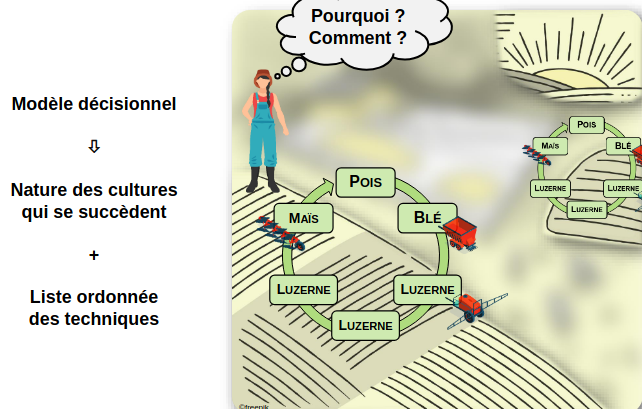 Pourquoi ?
Comment ?
Modèle décisionnel
⇩
Nature des cultures
qui se succèdent
+
Liste ordonnée
des techniques
POIS
MAÏS
BLÉ
LUZERNE
LUZERNE
LUZERNE
POIS
MAÏS
BLÉ
LUZERNE
LUZERNE
LUZERNE
©freepik